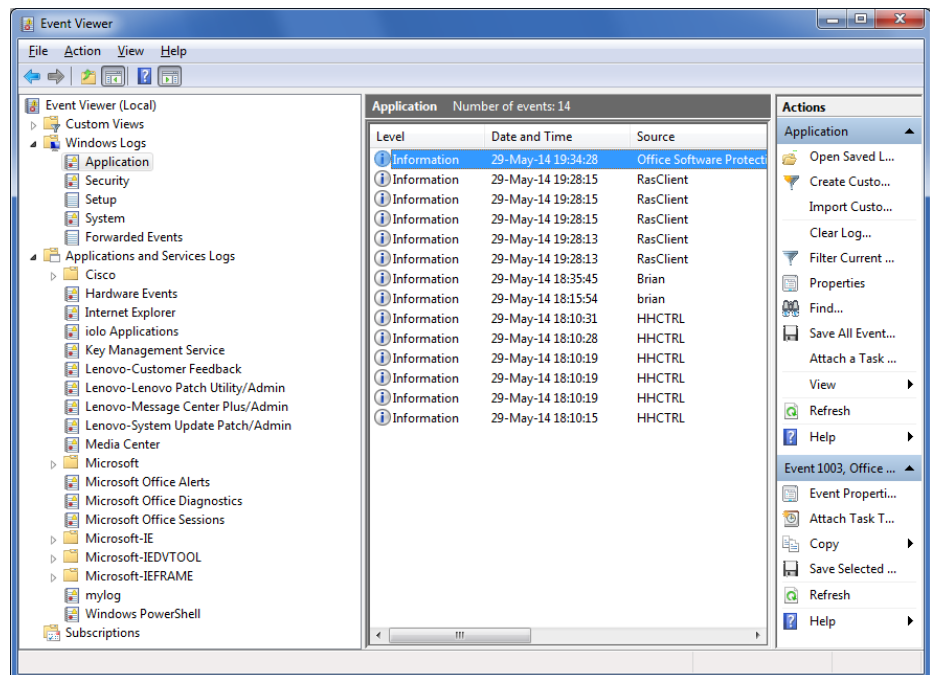 Event Viewer
File Action View Help
Event Viewer (Local)
Custom Views
Windows Logs
Application
Security
Setup
System
Forwarded Events
Applications and Services Logs
Cisco
Hardware Events
Internet Explorer
iolo Applications
Key Management Service
Lenovo-Customer Feedback
Lenovo-Lenovo Patch Utility/Admin
Lenovo-Message Center Plus/Admin
Lenovo-System Update Patch/Admin
Media Center
Microsoft
Microsoft Office Alerts
Microsoft Office Diagnostics
Microsoft Office Sessions
Microsoft-IE
Microsoft-IEDVTOOL
Microsoft-IEFRAME
mylog
Windows PowerShell
Subscriptions
Application Number of events: 14
Level Date and Time Source
Information 29-May-14 19:34:28 Office Software Protecti
Information 29-May-14 19:28:15 RasClient
Information 29-May-14 19:28:15 RasClient
Information 29-May-14 19:28:15 RasClient
Information 29-May-14 19:28:13 RasClient
Information 29-May-14 19:28:13 RasClient
Information 29-May-14 18:35:45 Brian
Information 29-May-14 18:15:54 brian
Information 29-May-14 18:10:31 HHCTRL
Information 29-May-14 18:10:28 HHCTRL
Information 29-May-14 18:10:19 HHCTRL
Information 29-May-14 18:10:19 HHCTRL
Information 29-May-14 18:10:19 HHCTRL
Information 29-May-14 18:10:15 HHCTRL
Actions
Application
Open Saved L...
Create Custo...
Import Custo...
Clear Log...
Filter Current ...
Properties
Find...
Save All Event...
Attach a Task ...
View
Refresh
Help
Event 1003, Office ...
Event Properti...
Attach Task T...
Copy
Save Selected ...
Refresh
Help